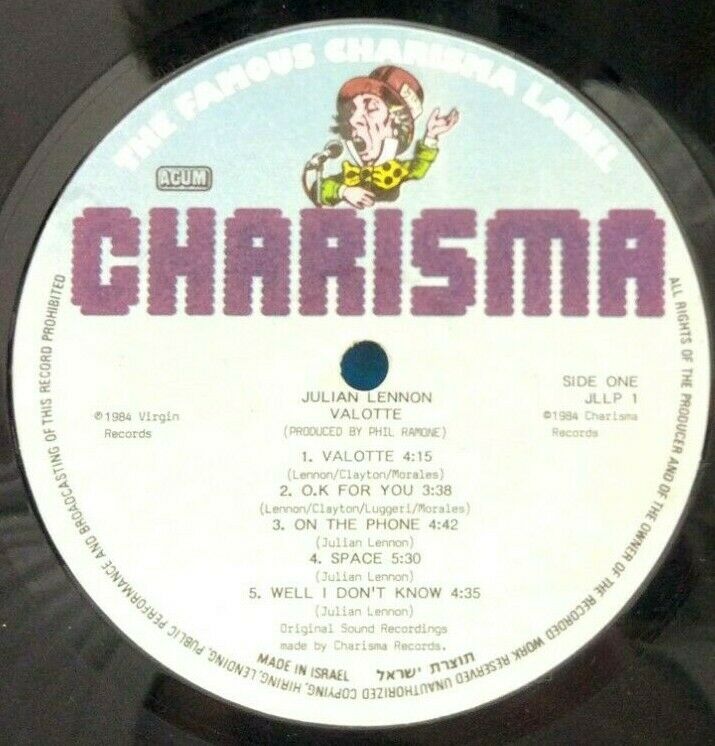 THE FAMOUS CHARISMA LABEL
ACUM
CHARISMA
JULIAN LENNON
VALOTTE
(PRODUCED BY PHIL RAMONE)
℗1984 Virgin
Records
SIDE ONE
JLLP 1
©1984 Charisma
Records
1. VALOTTE 4:15
(Lennon/Clayton/Morales)
2. O.K FOR YOU 3:38
(Lennon/Clayton/Luggeri/Morales)
3. ON THE PHONE 4:42
(Julian Lennon)
4. SPACE 5:30
(Julian Lennon)
5. WELL I DON'T KNOW 4:35
(Julian Lennon)
Original Sound Recordings
made by Charisma Records.
MADE IN ISRAEL תוצרת ישראל
ALL RIGHTS OF THE PRODUCER AND OF THE OWNER OF THE RECORDED WORK RESERVED UNAUTHORIZED COPYING, HIRING, LENDING, PUBLIC PERFORMANCE AND BROADCASTING OF THIS RECORD PROHIBITED